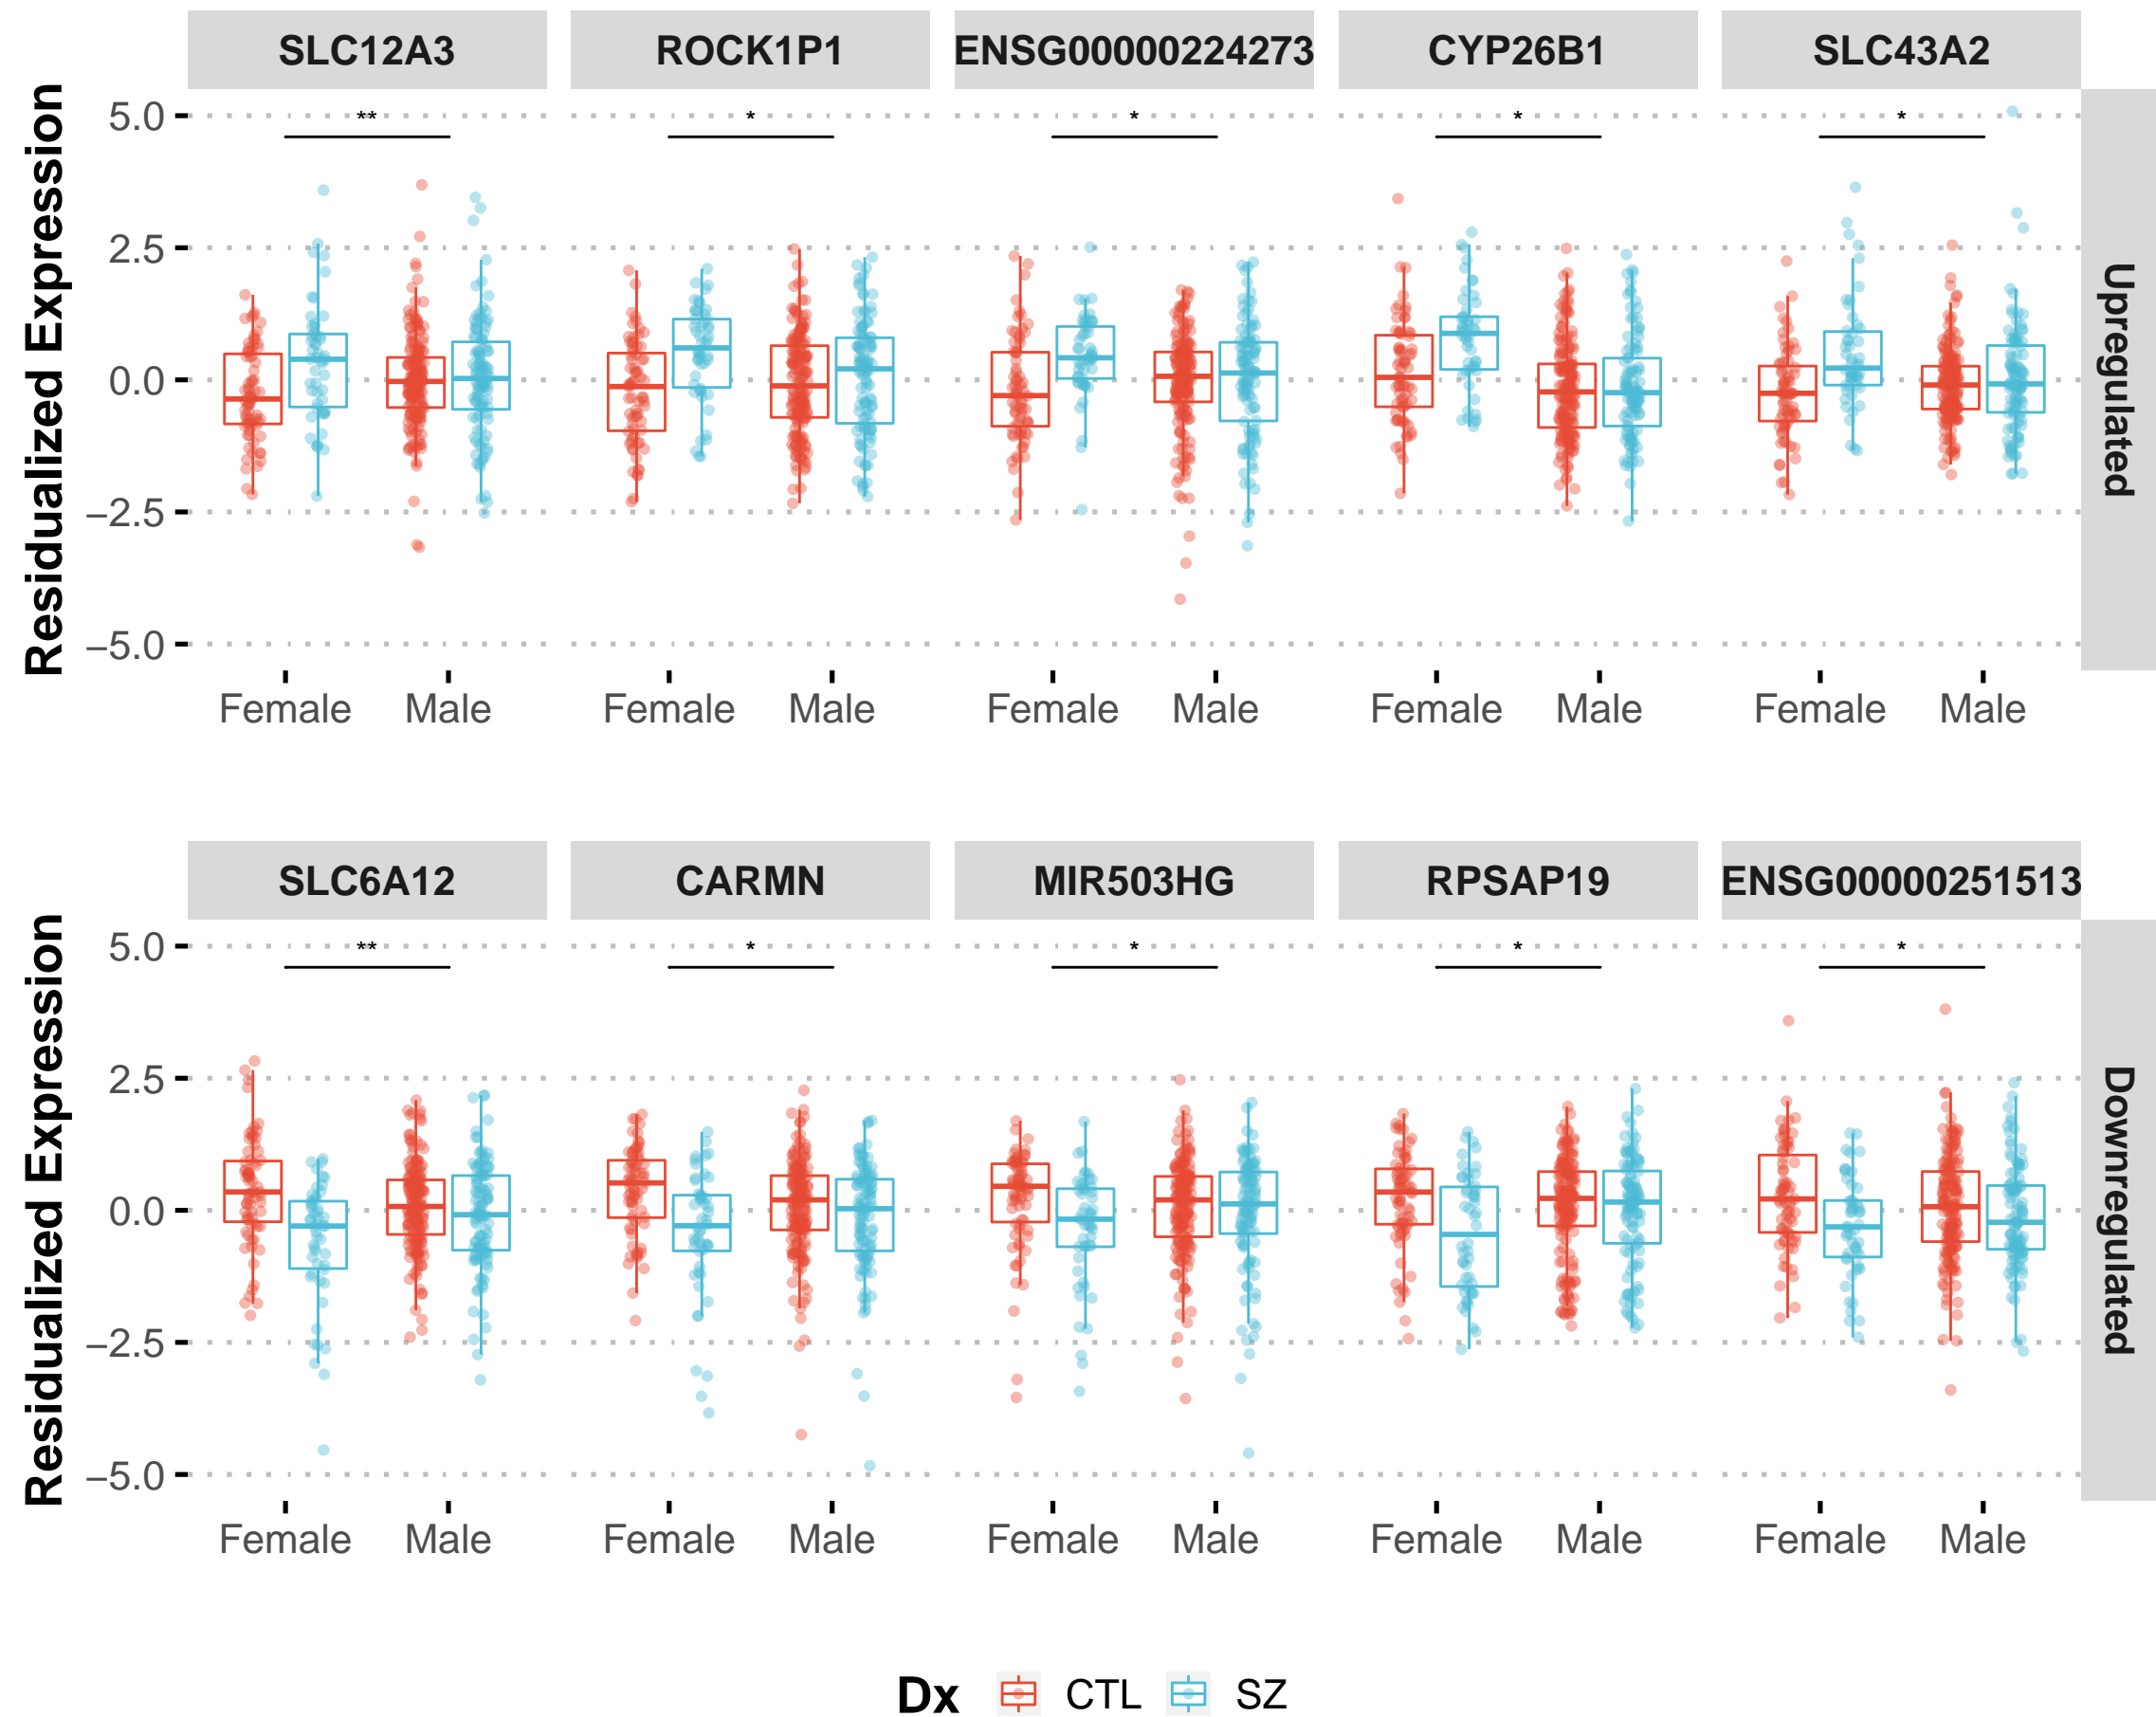 SLC12A3 ROCK1P1 ENSG00000224273 CYP26B1 SLC43A2
Residualized Expression
5.0
2.5
0.0
−2.5
−5.0
** * * * *
Upregulated
Female Male Female Male Female Male Female Male Female Male
SLC6A12 CARMN MIR503HG RPSAP19 ENSG00000251513
Residualized Expression
5.0
2.5
0.0
−2.5
−5.0
** * * * *
Downregulated
Female Male Female Male Female Male Female Male Female Male
Dx CTL SZ